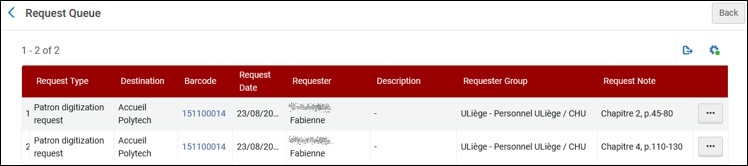 Request Queue
Back
1 - 2 of 2
Request Type Destination Barcode Request Date Requester Description Requester Group Request Note
1 Patron digitization request Accueil Polytech 151100014 23/08/20... Fabienne - ULiège - Personnel ULiège / CHU Chapitre 2, p.45-80
2 Patron digitization request Accueil Polytech 151100014 23/08/20... Fabienne - ULiège - Personnel ULiège / CHU Chapitre 4, p.110-130